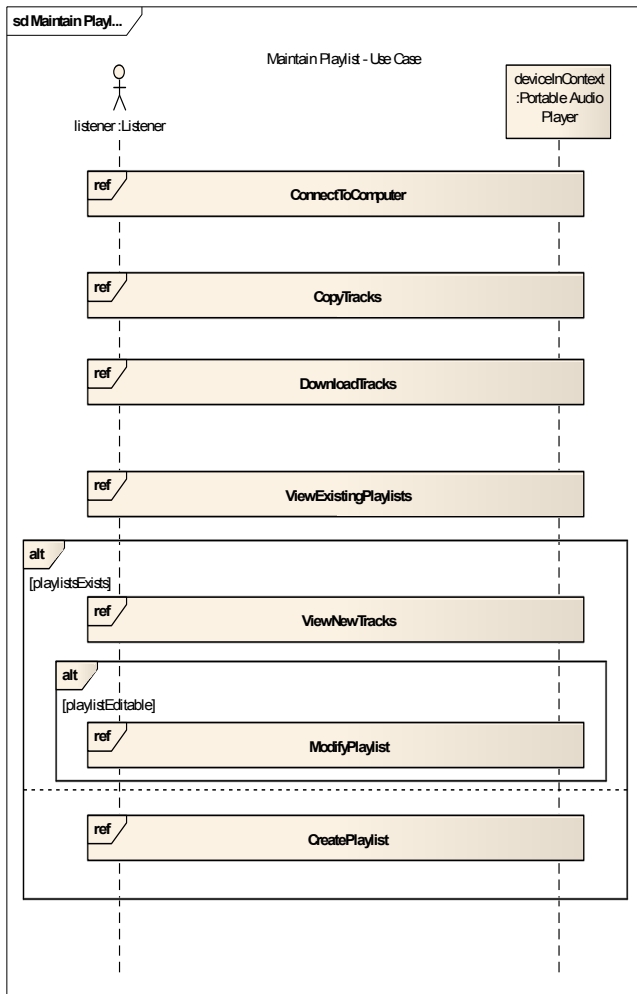 sd Maintain Playl...
Maintain Playlist - Use Case
listener :Listener
deviceInContext
:Portable Audio
Player
ref
ConnectToComputer
ref
CopyTracks
ref
DownloadTracks
ref
ViewExistingPlaylists
alt
[playlistsExists]
ref
ViewNewTracks
alt
[playlistEditable]
ref
ModifyPlaylist
ref
CreatePlaylist